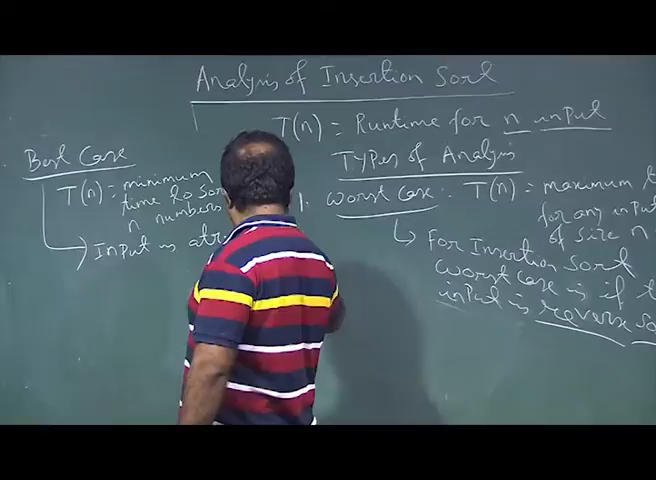 Analysis of Insertion Sort
T(n) = Runtime for n input
Types of Analysis
Best Case
T(n) = minimum
time to
n numbers
Input is
1. Worst Case : T(n) = maximum
for any input
of size n
For Insertion Sort
worst case is if
input is reverse